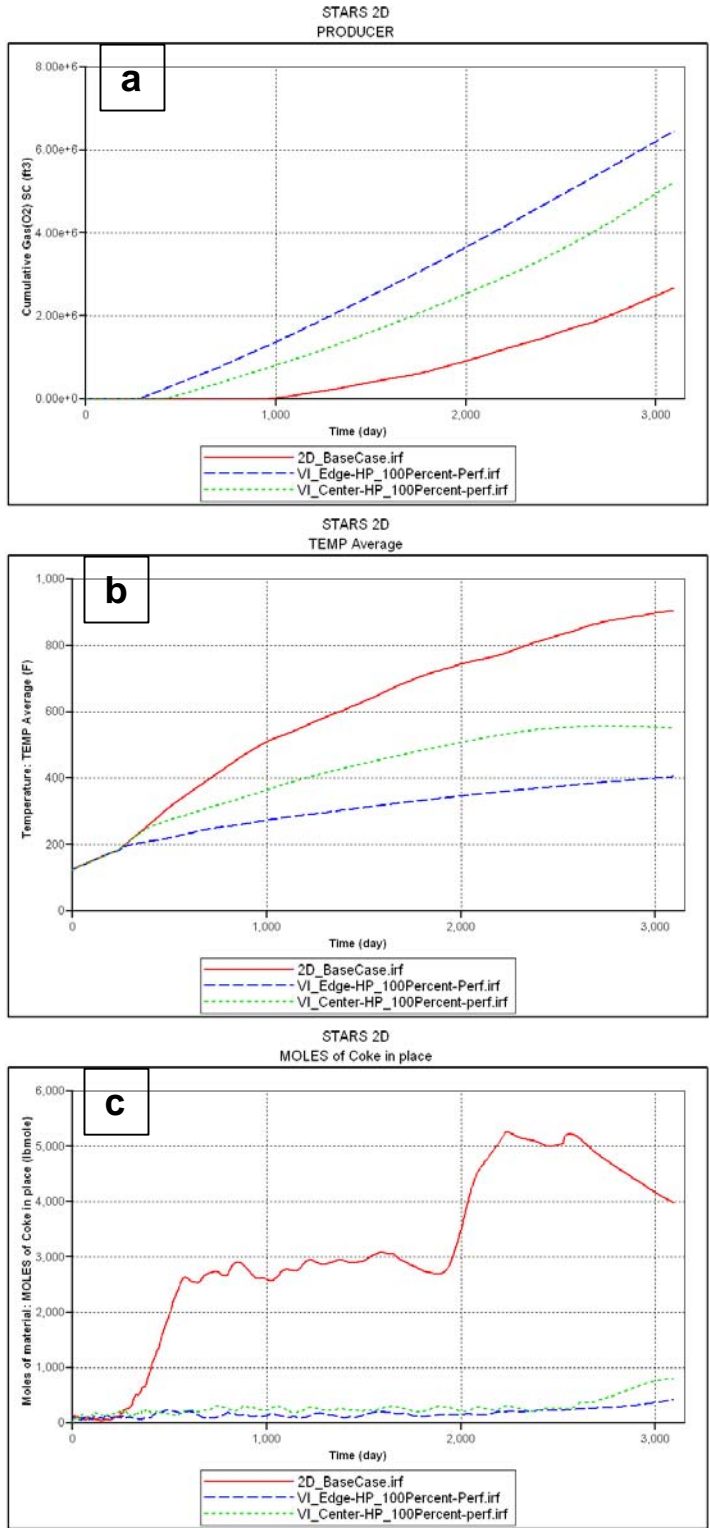 STARS 2D
PRODUCER
a
8.00e+6
6.00e+6
4.00e+6
2.00e+6
0.00e+0
Cumulative Gas(O2) SC (ft3)
0 1,000 2,000 3,000
Time (day)
2D_BaseCase.irf
VI_Edge-HP_100Percent-Perf.irf
VI_Center-HP_100Percent-perf.irf
STARS 2D
TEMP Average
b
1,000
800
600
400
200
0
Temperature: TEMP Average (F)
0 1,000 2,000 3,000
Time (day)
2D_BaseCase.irf
VI_Edge-HP_100Percent-Perf.irf
VI_Center-HP_100Percent-perf.irf
STARS 2D
MOLES of Coke in place
c
6,000
5,000
4,000
3,000
2,000
1,000
0
Moles of material: MOLES of Coke in place (lbmole)
0 1,000 2,000 3,000
Time (day)
2D_BaseCase.irf
VI_Edge-HP_100Percent-Perf.irf
VI_Center-HP_100Percent-perf.irf